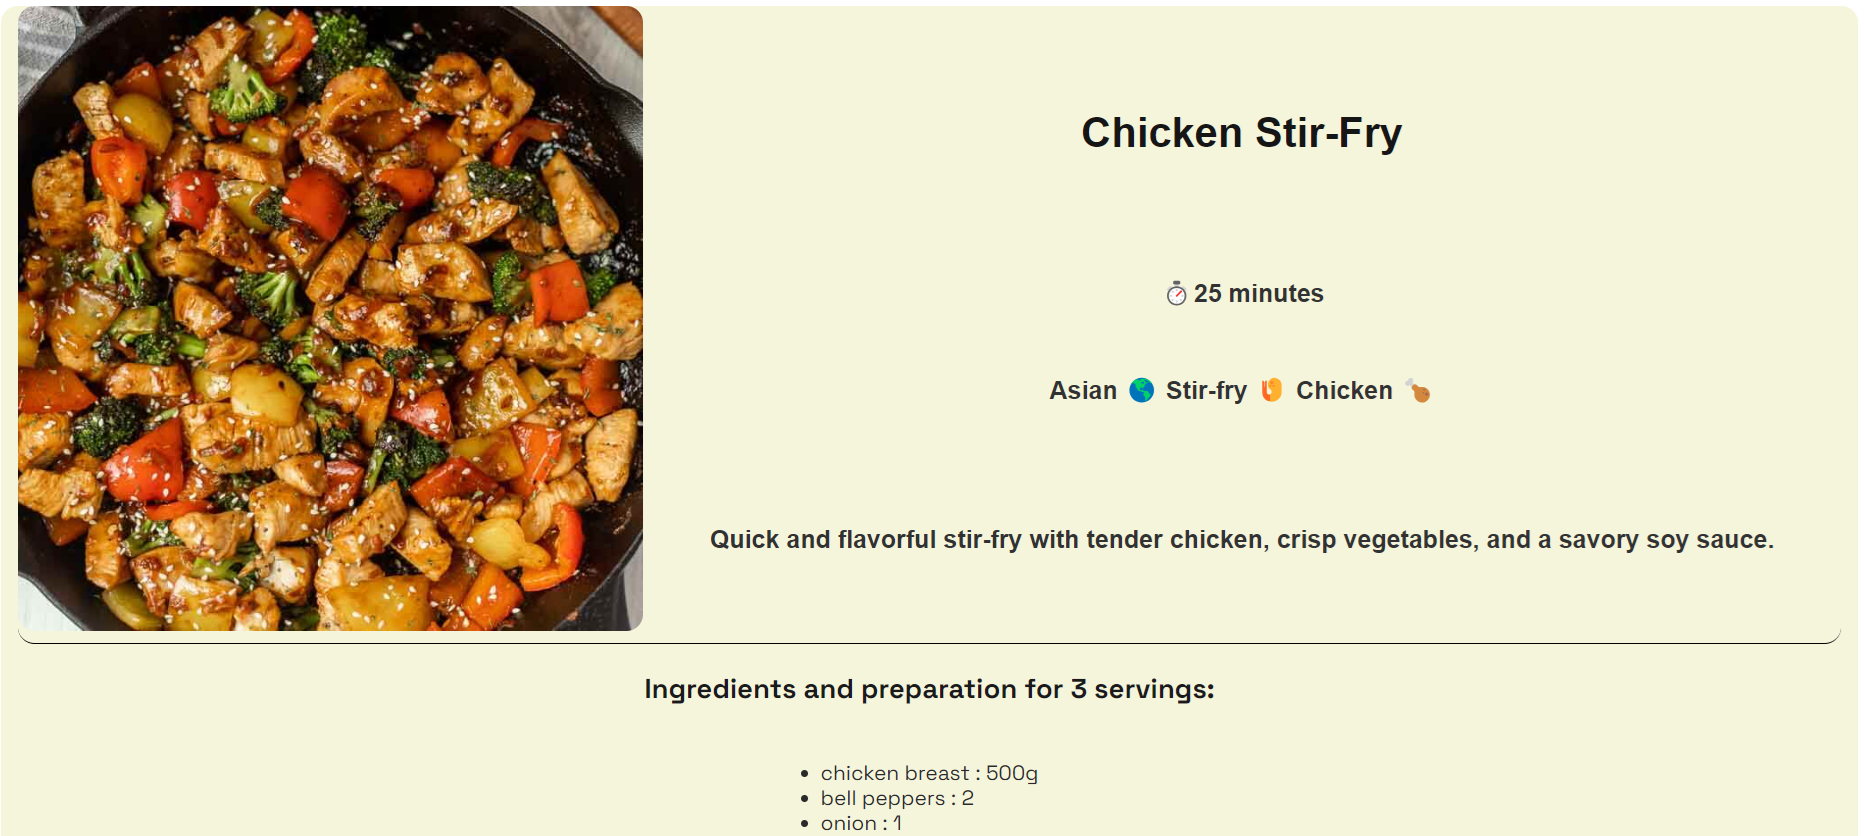 Chicken Stir-Fry
⏱ 25 minutes
Asian 🌎 Stir-fry 🍤 Chicken 🍗
Quick and flavorful stir-fry with tender chicken, crisp vegetables, and a savory soy sauce.
Ingredients and preparation for 3 servings:
• chicken breast : 500g
• bell peppers : 2
• onion : 1